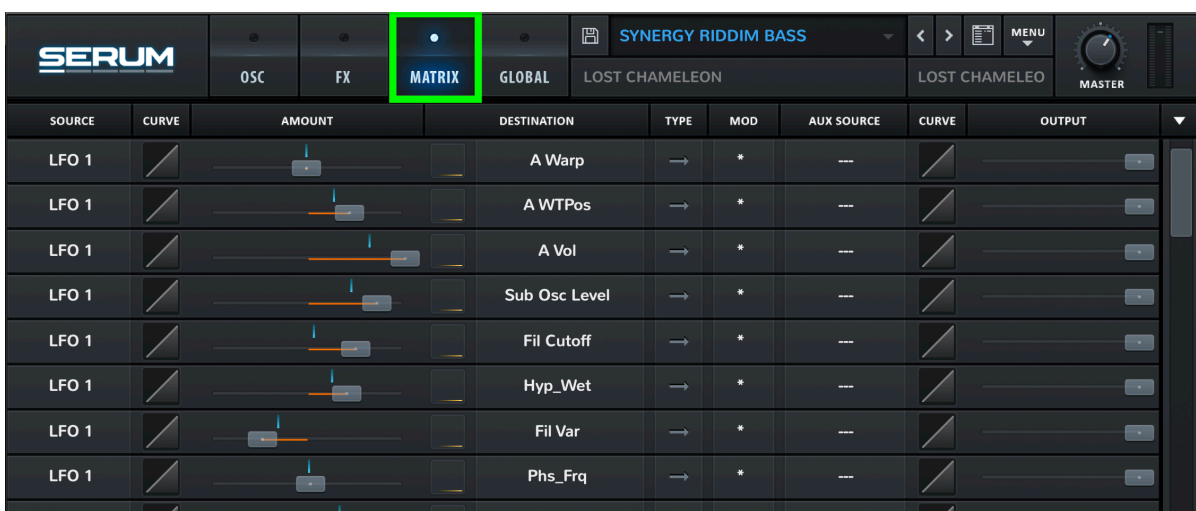 SERUM
OSC FX MATRIX GLOBAL
SYNERGY RIDDIM BASS
MENU
LOST CHAMELEON
LOST CHAMELEO
MASTER
SOURCE CURVE AMOUNT DESTINATION TYPE MOD AUX SOURCE CURVE OUTPUT
LFO 1 A Warp * ---
LFO 1 A WTPos * ---
LFO 1 A Vol * ---
LFO 1 Sub Osc Level * ---
LFO 1 Fil Cutoff * ---
LFO 1 Hyp_Wet * ---
LFO 1 Fil Var * ---
LFO 1 Phs_Frq * ---